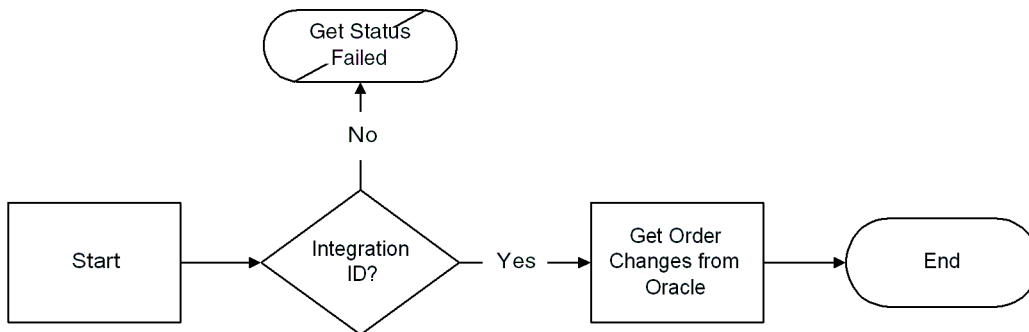 Get Status
Failed
No
Start
Integration
ID?
Yes
Get Order
Changes from
Oracle
End